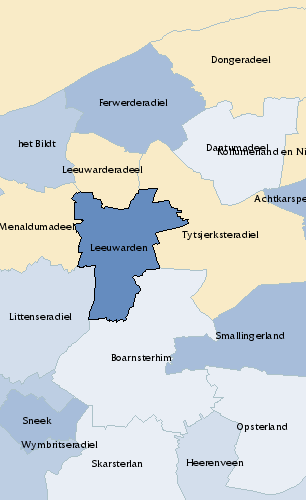 Dongeradeel
Ferwerderadiel
het Bildt
Dantumadeel
Kollumerland en Ni
Leeuwarderadeel
Achtkarspe
Menaldumadeel
Tytsjerksteradiel
Leeuwarden
Littenseradiel
Smallingerland
Boarnsterhim
Sneek
Opsterland
Wymbritseradiel
Skarsterlan
Heerenveen